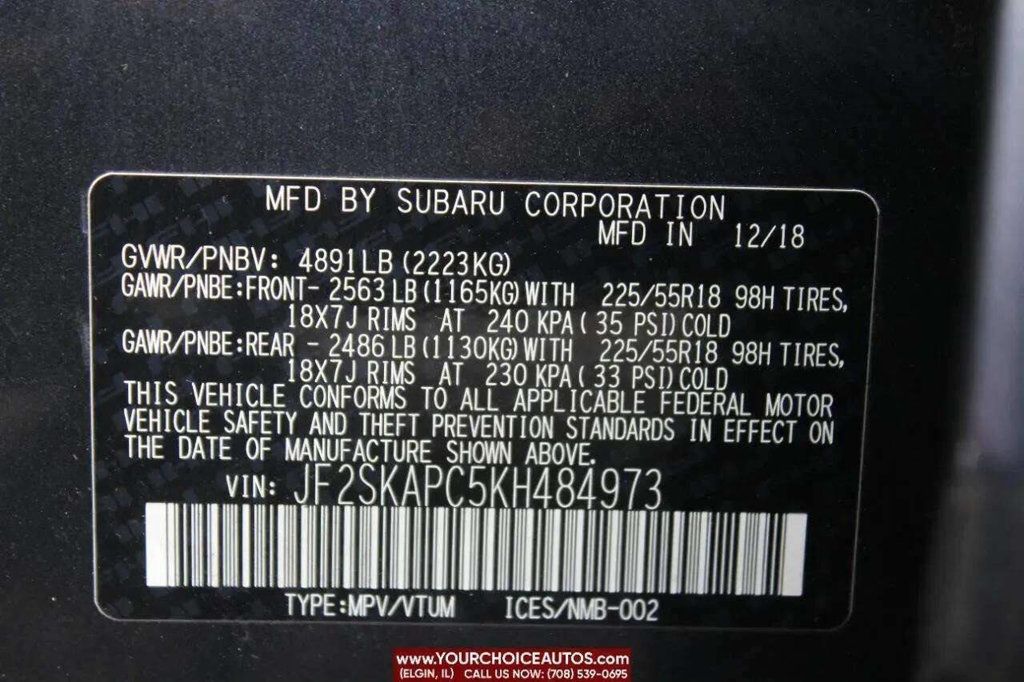 MFD BY SUBARU CORPORATION
MFD IN 12/18
GVWR/PNBV: 4891LB (2223KG)
GAWR/PNBE:FRONT- 2563 LB (1165KG) WITH 225/55R18 98H TIRES,
18X7J RIMS AT 240 KPA ( 35 PSI) COLD
GAWR/PNBE:REAR - 2486 LB (1130KG) WITH 225/55R18 98H TIRES,
18X7J RIMS AT 230 KPA ( 33 PSI) COLD
THIS VEHICLE CONFORMS TO ALL APPLICABLE FEDERAL MOTOR
VEHICLE SAFETY AND THEFT PREVENTION STANDARDS IN EFFECT ON
THE DATE OF MANUFACTURE SHOWN ABOVE.
VIN: JF2SKAPC5KH484973
TYPE:MPV/VTUM ICES/NMB-002
www.YOURCHOICEAUTOS.com
(ELGIN, IL) CALL US NOW: (708) 539-0695